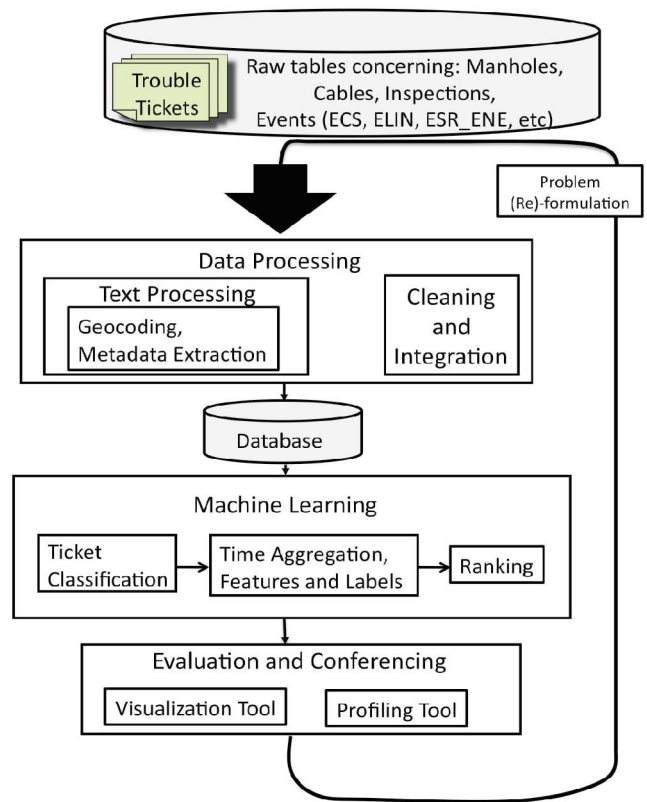 Trouble
Tickets
Raw tables concerning: Manholes,
Cables, Inspections,
Events (ECS, ELIN, ESR_ENE, etc)
Problem
(Re)-formulation
Data Processing
Text Processing
Geocoding,
Metadata Extraction
Cleaning
and
Integration
Database
Machine Learning
Ticket
Classification
Time Aggregation,
Features and Labels
Ranking
Evaluation and Conferencing
Visualization Tool
Profiling Tool